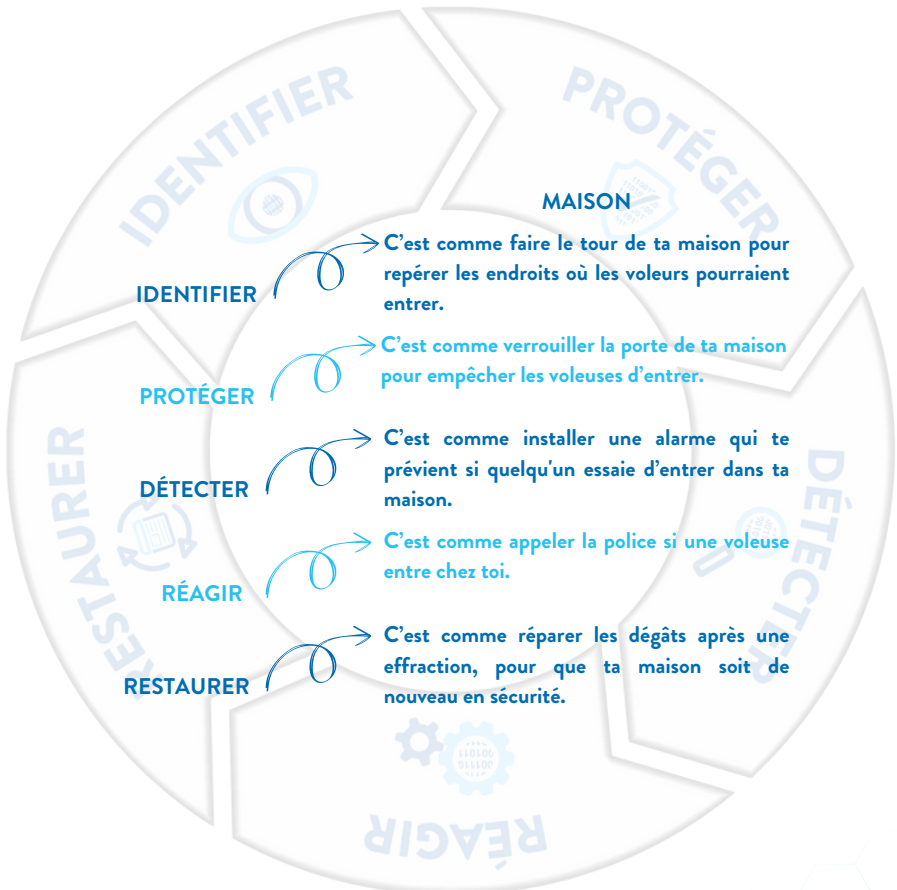 IDENTIFIER
PROTÉGER
MAISON
IDENTIFIER
C’est comme faire le tour de ta maison pour
repérer les endroits où les voleurs pourraient
entrer.
PROTÉGER
C’est comme verrouiller la porte de ta maison
pour empêcher les voleuses d’entrer.
DÉTECTER
C’est comme installer une alarme qui te
prévient si quelqu'un essaie d’entrer dans ta
maison.
RÉAGIR
C’est comme appeler la police si une voleuse
entre chez toi.
RESTAURER
C’est comme réparer les dégâts après une
effraction, pour que ta maison soit de
nouveau en sécurité.
DÉTECTER
RESTAURER
RÉAGIR